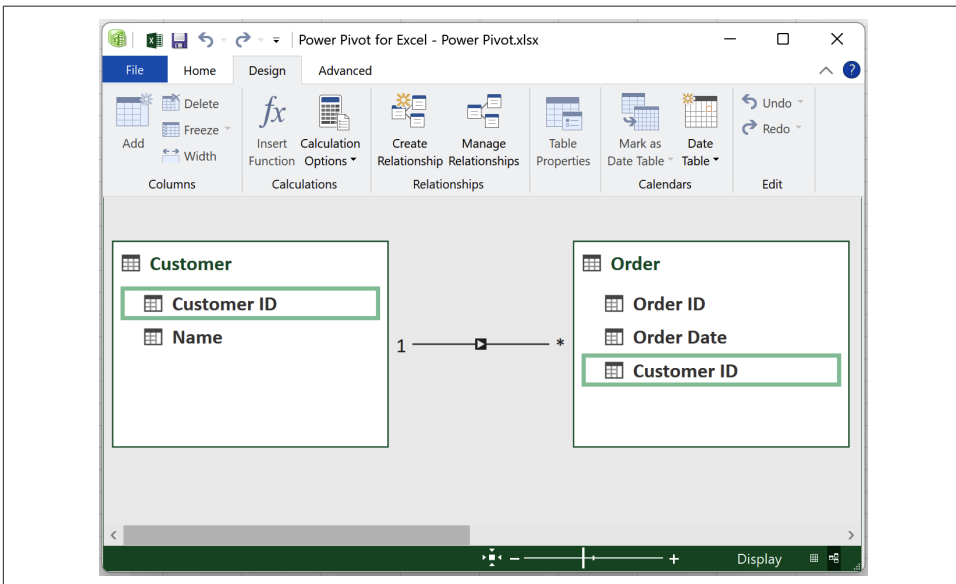 Power Pivot for Excel - Power Pivot.xlsx
File Home Design Advanced ?
Add
Delete
Freeze
Width
Columns
fx
Insert Function
Calculation Options
Calculations
Create Relationship
Manage Relationships
Relationships
Table Properties
Mark as Date Table
Date Table
Calendars
Undo
Redo
Edit
Customer
Customer ID
Name
1 *
Order
Order ID
Order Date
Customer ID
Display